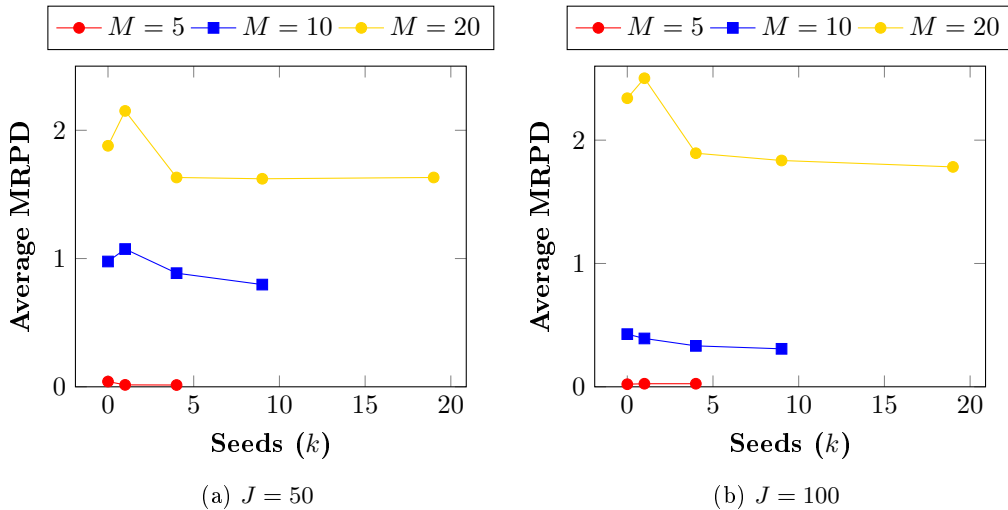 M = 5 M = 10 M = 20
2
1
0
0 5 10 15 20
Average MRPD
Seeds (k)
(a) J = 50
M = 5 M = 10 M = 20
2
1
0
0 5 10 15 20
Average MRPD
Seeds (k)
(b) J = 100